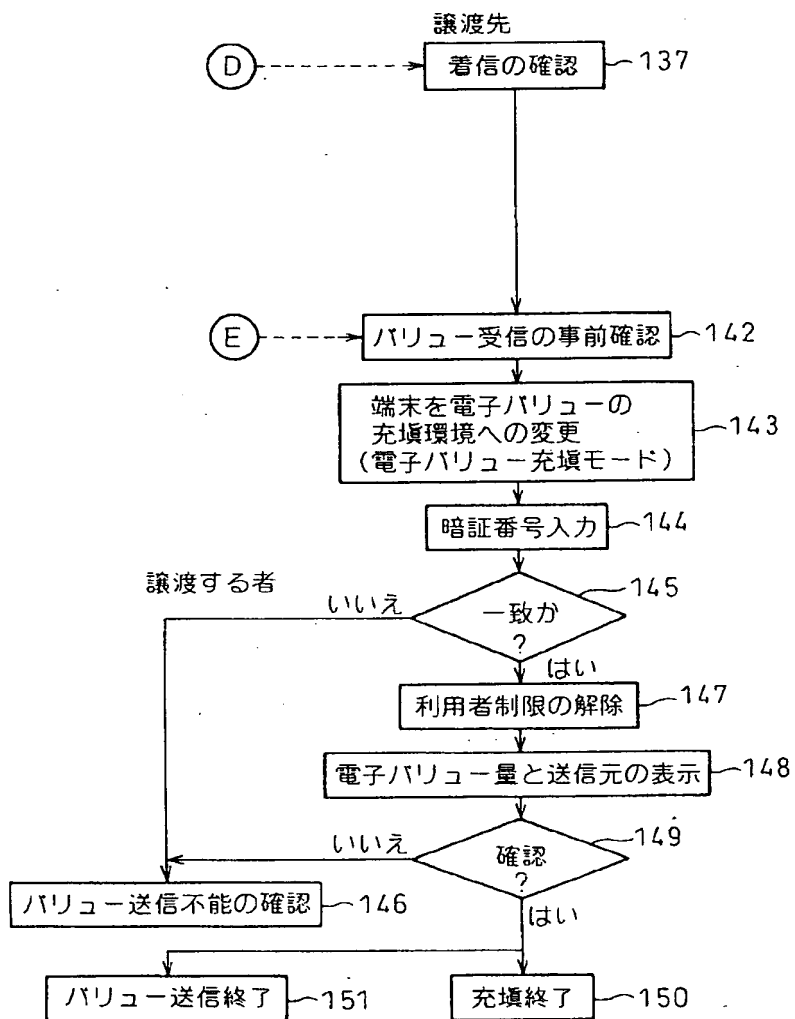 譲渡先
D
着信の確認
137
E
バリュー受信の事前確認
142
端末を電子バリューの
充塡環境への変更
(電子バリュー充塡モード)
143
暗証番号入力
144
譲渡する者
いいえ
一致か
?
145
はい
利用者制限の解除
147
電子バリュー量と送信元の表示
148
いいえ
確認
?
149
バリュー送信不能の確認
146
はい
バリュー送信終了
151
充塡終了
150